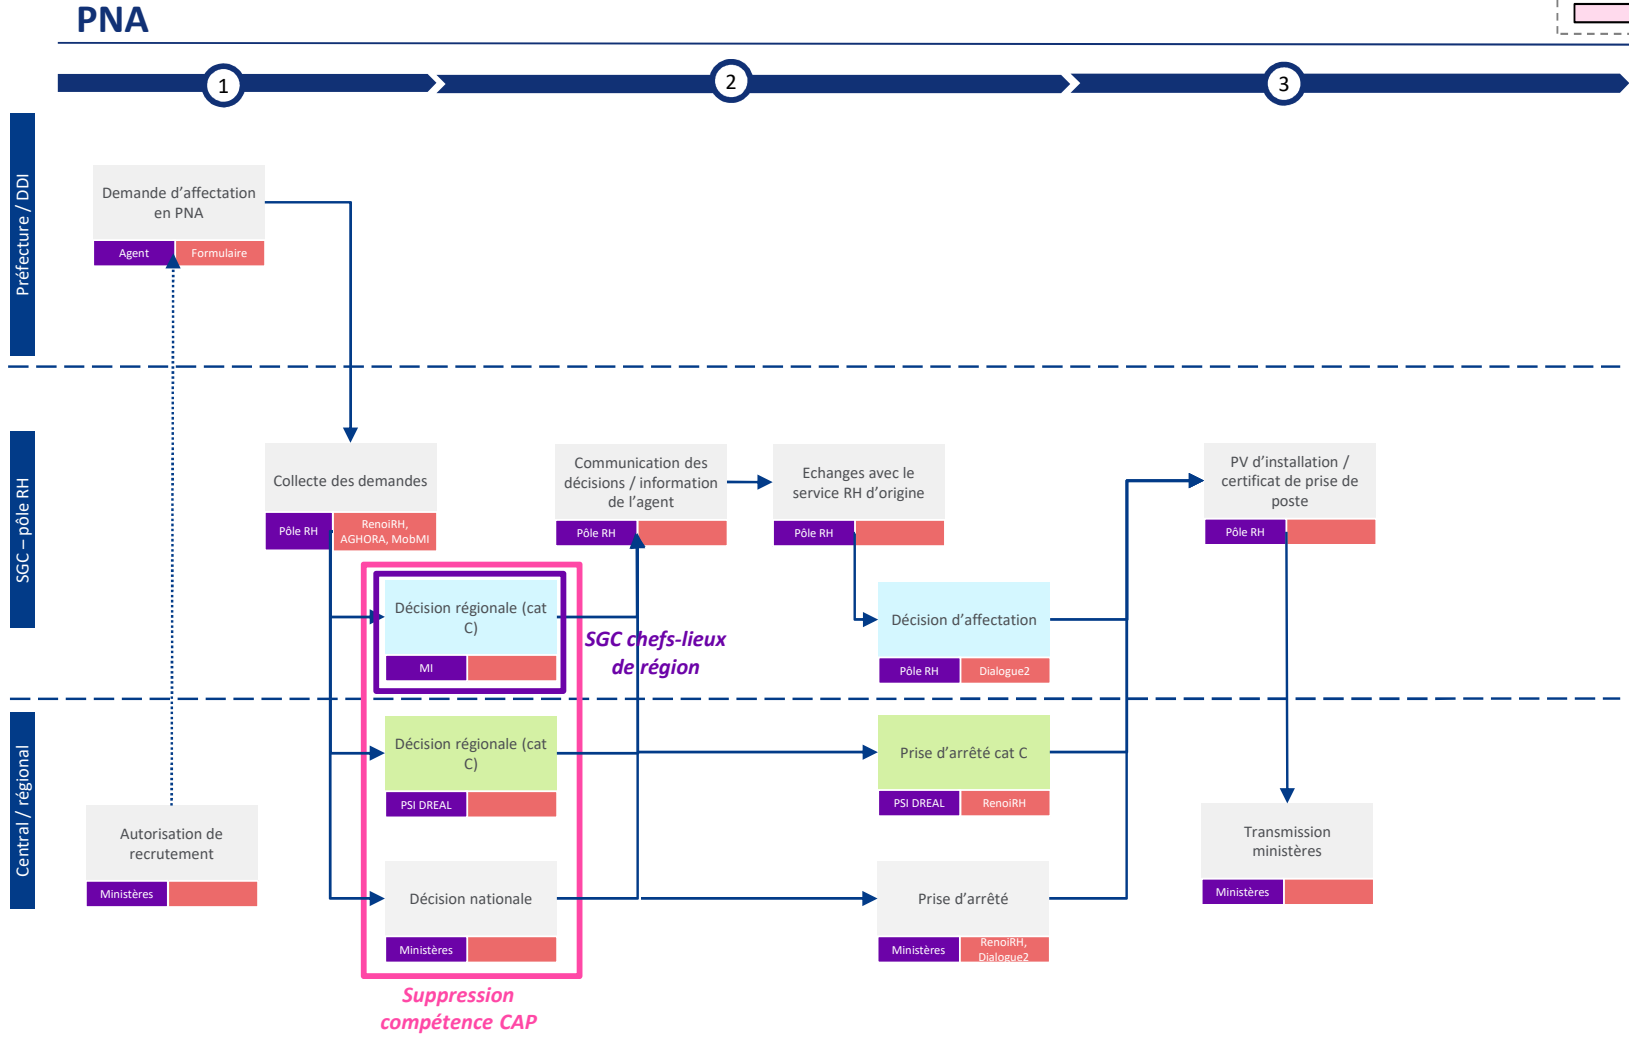 PNA
1
2
3
Préfecture / DDI
Demande d'affectation
en PNA
Agent
Formulaire
SGC – pôle RH
Collecte des demandes
Pôle RH
RenoiRH,
AGHORA, MobMI
Communication des
décisions / information
de l'agent
Pôle RH
Echanges avec le
service RH d'origine
Pôle RH
PV d'installation /
certificat de prise de
poste
Pôle RH
Décision régionale (cat
C)
MI
SGC chefs-lieux
de région
Décision d'affectation
Pôle RH
Dialogue2
Central / régional
Décision régionale (cat
C)
PSI DREAL
Prise d'arrêté cat C
PSI DREAL
RenoiRH
Autorisation de
recrutement
Ministères
Transmission
ministères
Ministères
Décision nationale
Ministères
Prise d'arrêté
Ministères
RenoiRH,
Dialogue2
Suppression
compétence CAP